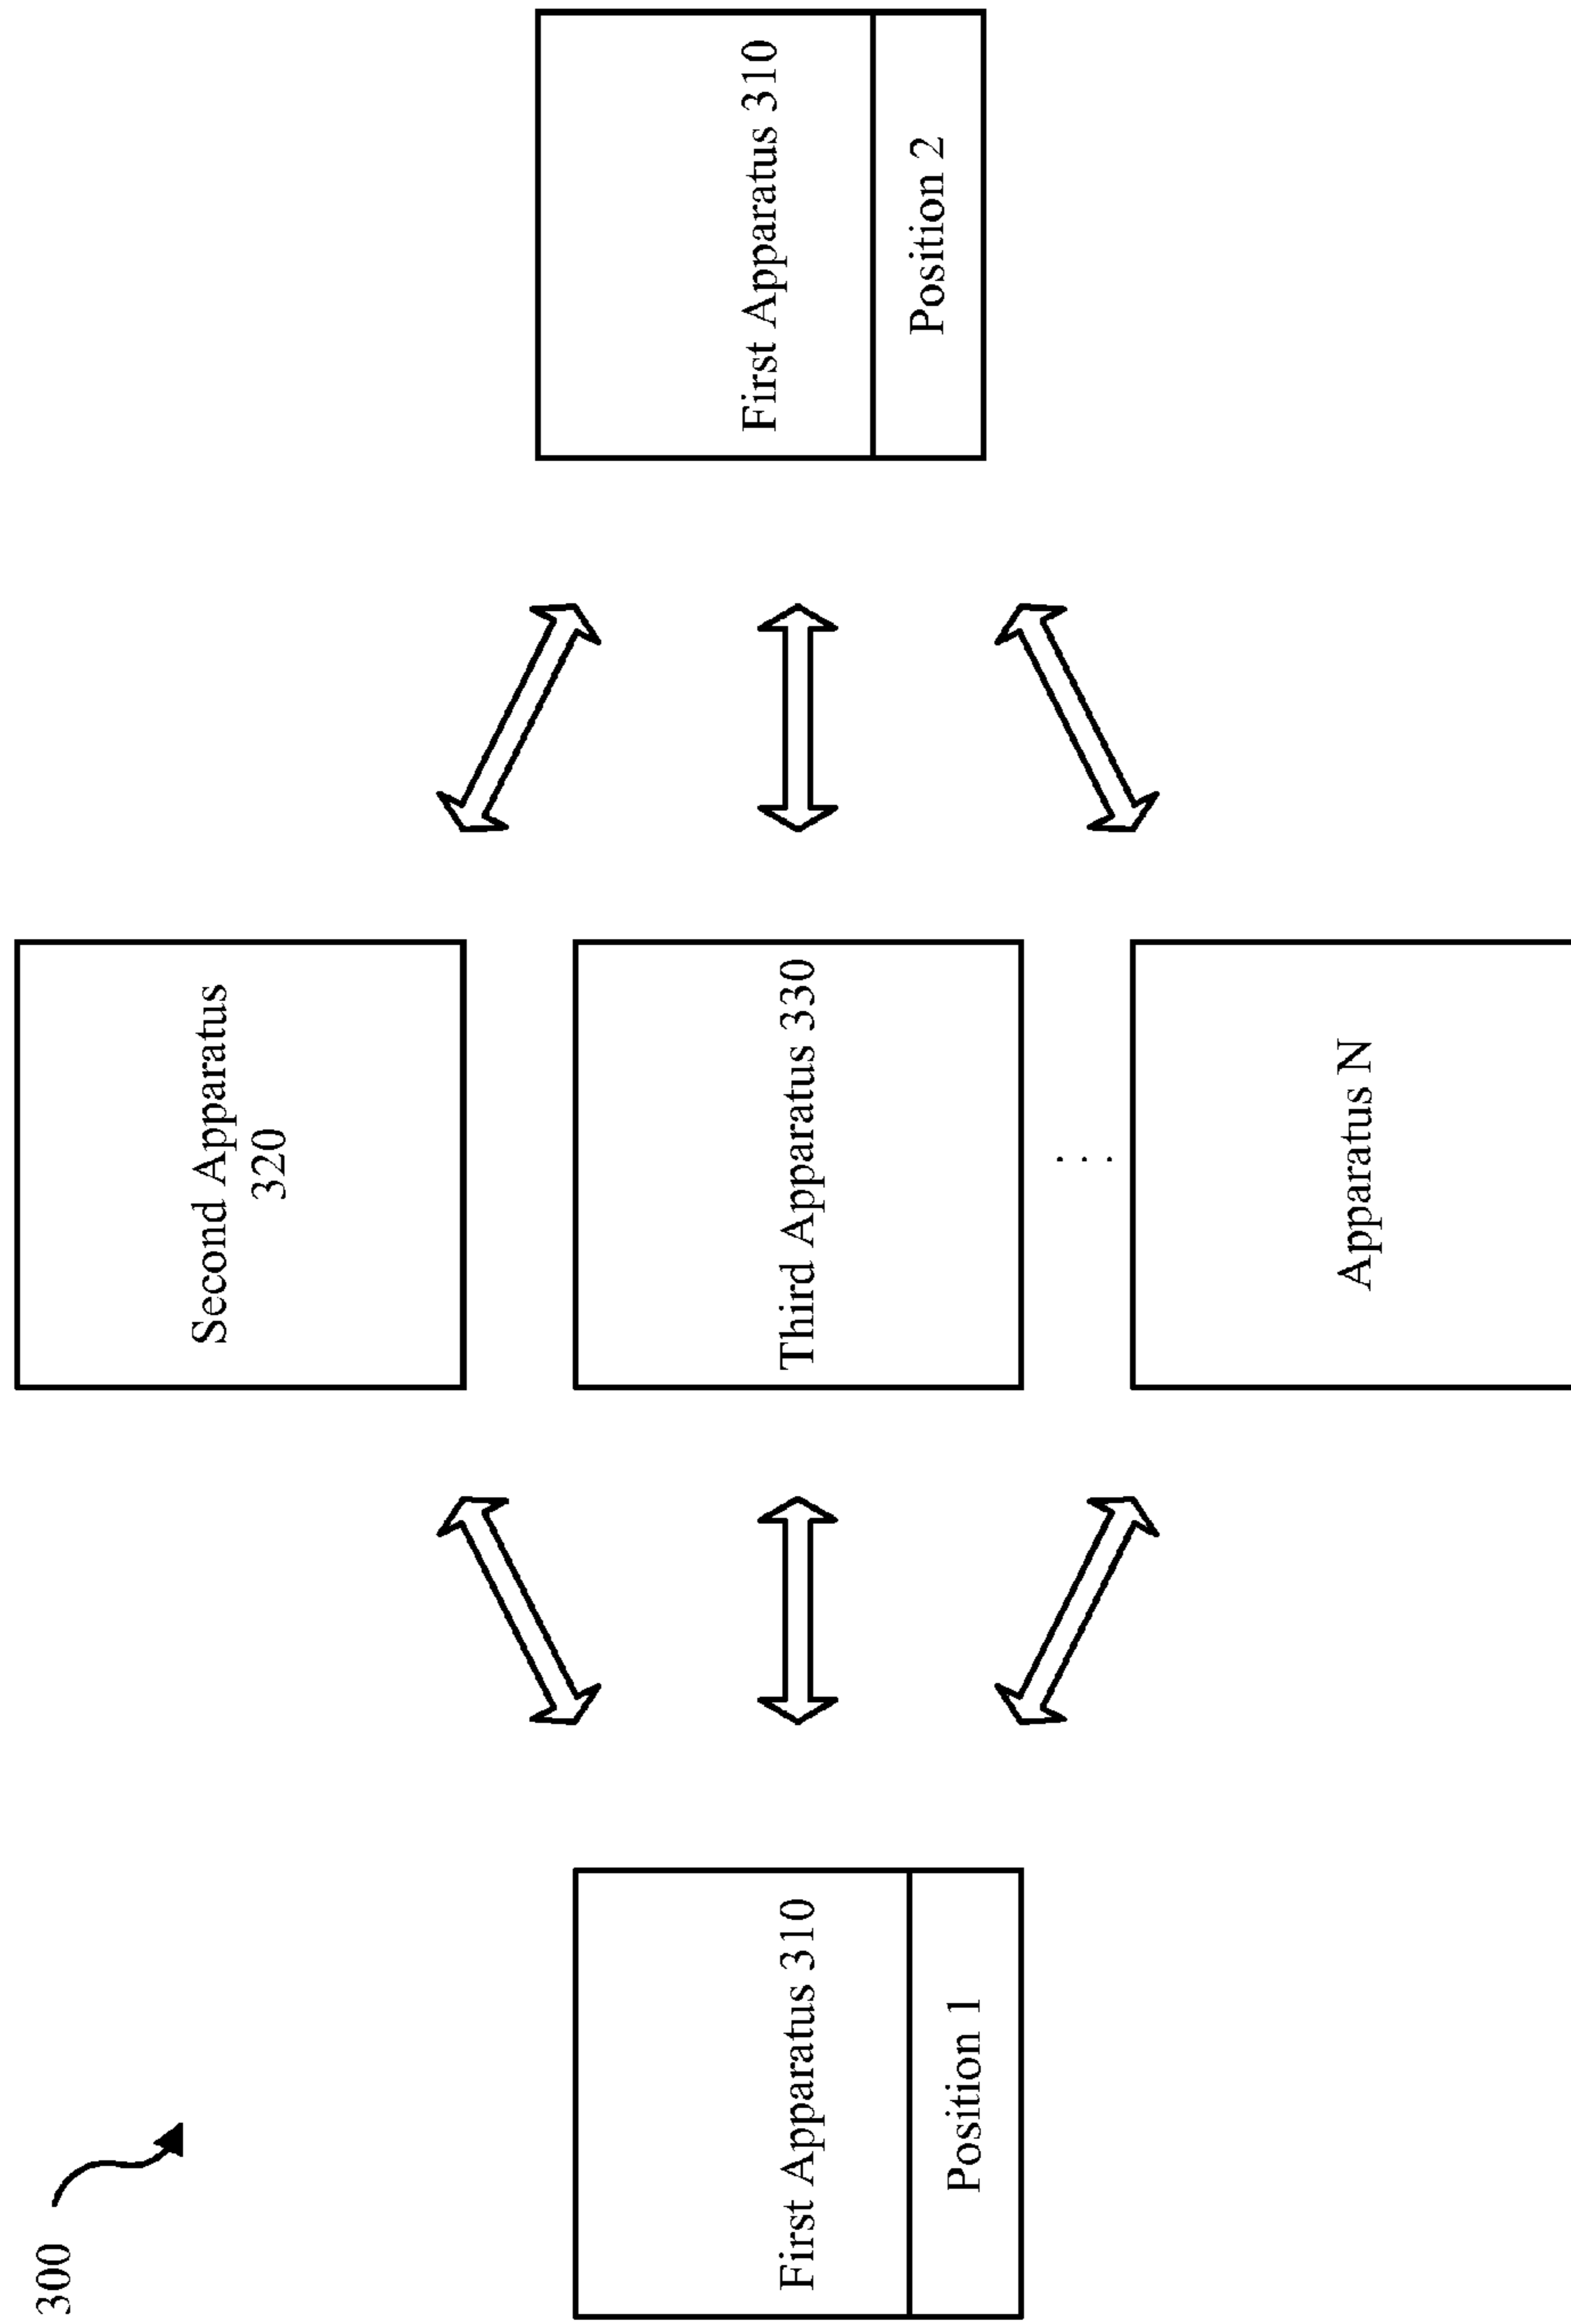 300
First Apparatus 310
Position 1
Second Apparatus
320
Third Apparatus 330
...
Apparatus N
First Apparatus 310
Position 2